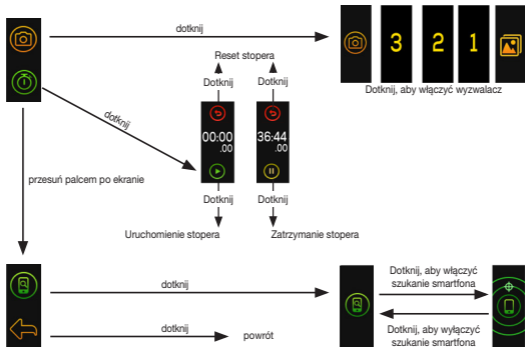 dotknij
3 2 1
Dotknij, aby włączyć wyzwalacz
Reset stopera
Dotknij Dotknij
dotknij
00:00
.00
36:44
.00
Dotknij Dotknij
Uruchomienie stopera
Zatrzymanie stopera
przesuń palcem po ekranie
dotknij
Dotknij, aby włączyć
szukanie smartfona
Dotknij, aby wyłączyć
szukanie smartfona
dotknij
powrót